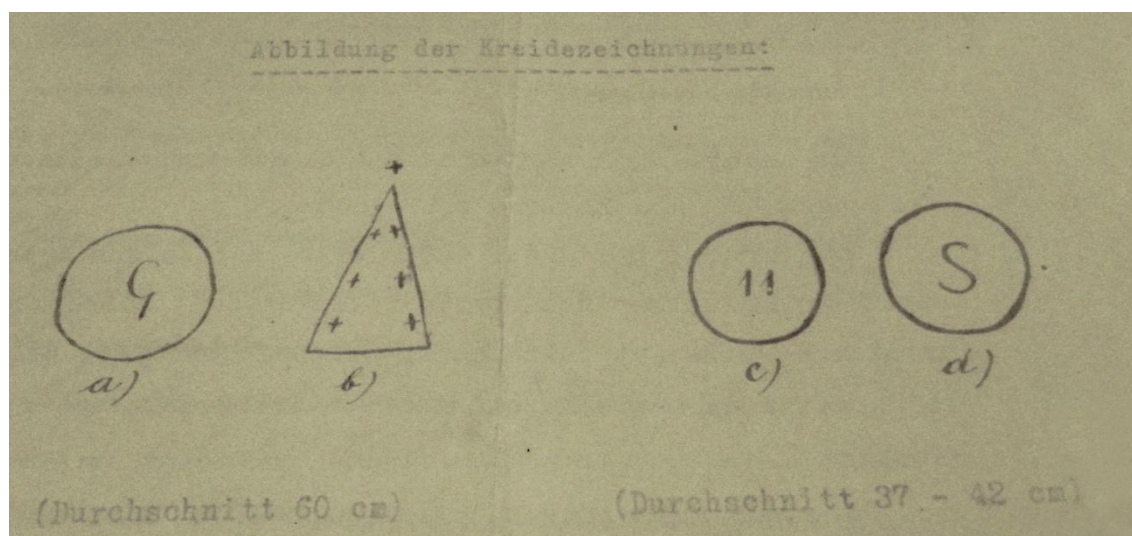 Abbildung der Kreidezeichnungen:
G 11 S
a) b) c) d)
(Durchschnitt 60 cm) (Durchschnitt 37 - 42 cm)